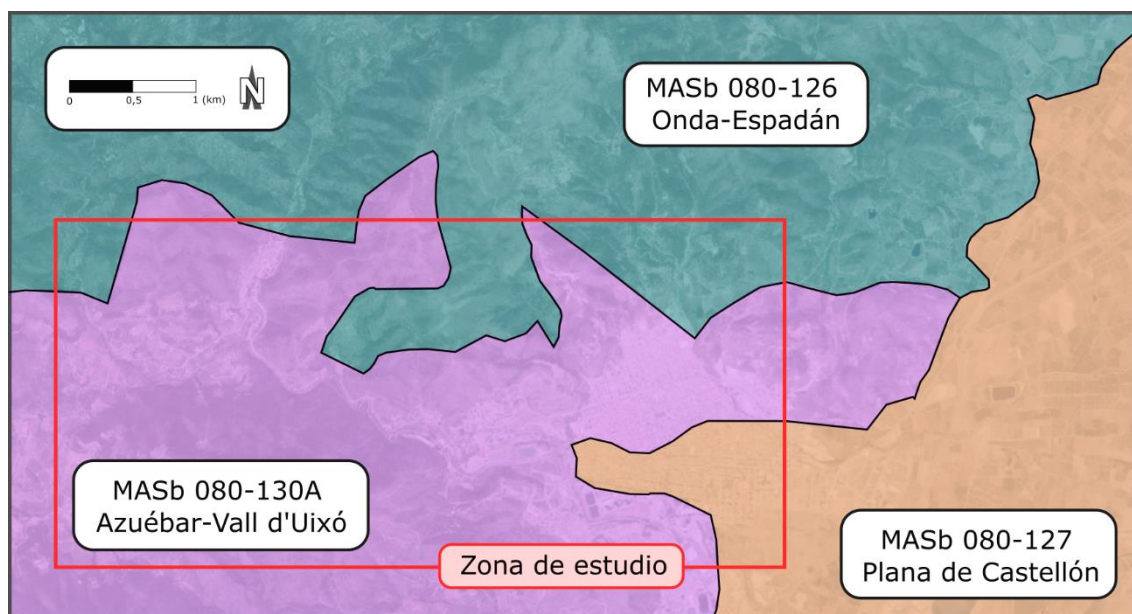 0
0,5
1 (km)
N
MASb 080-126
Onda-Espadán
MASb 080-130A
Azuébar-Vall d'Uixó
Zona de estudio
MASb 080-127
Plana de Castellón